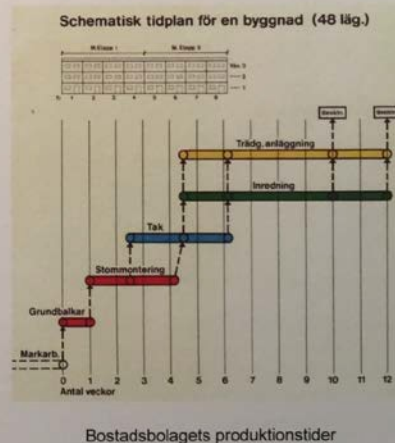 Schematisk tidplan för en byggnad (48 läg.)
Trädg.anläggning
Inredning
Tak
Stommontering
Grundbalkar
Markarb.
0 1 2 3 4 5 6 7 8 9 10 11 12
Antal veckor
Bostadsbolagets produktionstider